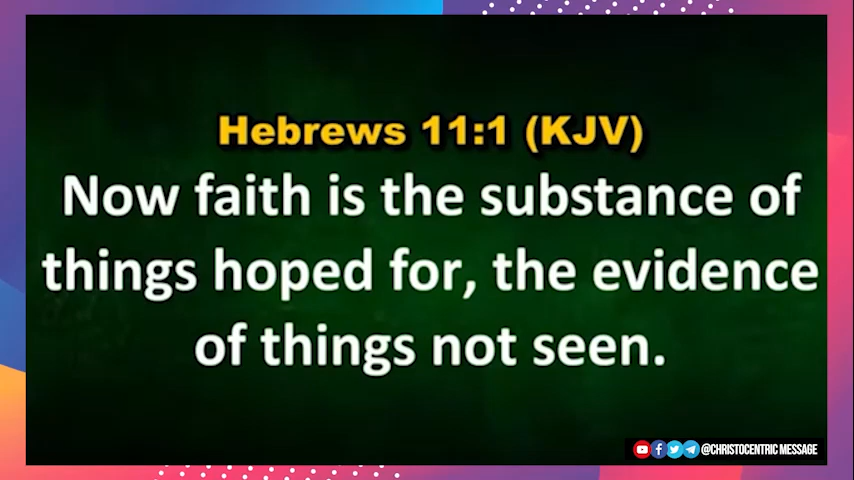 Hebrews 11:1 (KJV)
Now faith is the substance of
things hoped for, the evidence
of things not seen.
@CHRISTOCENTRIC MESSAGE